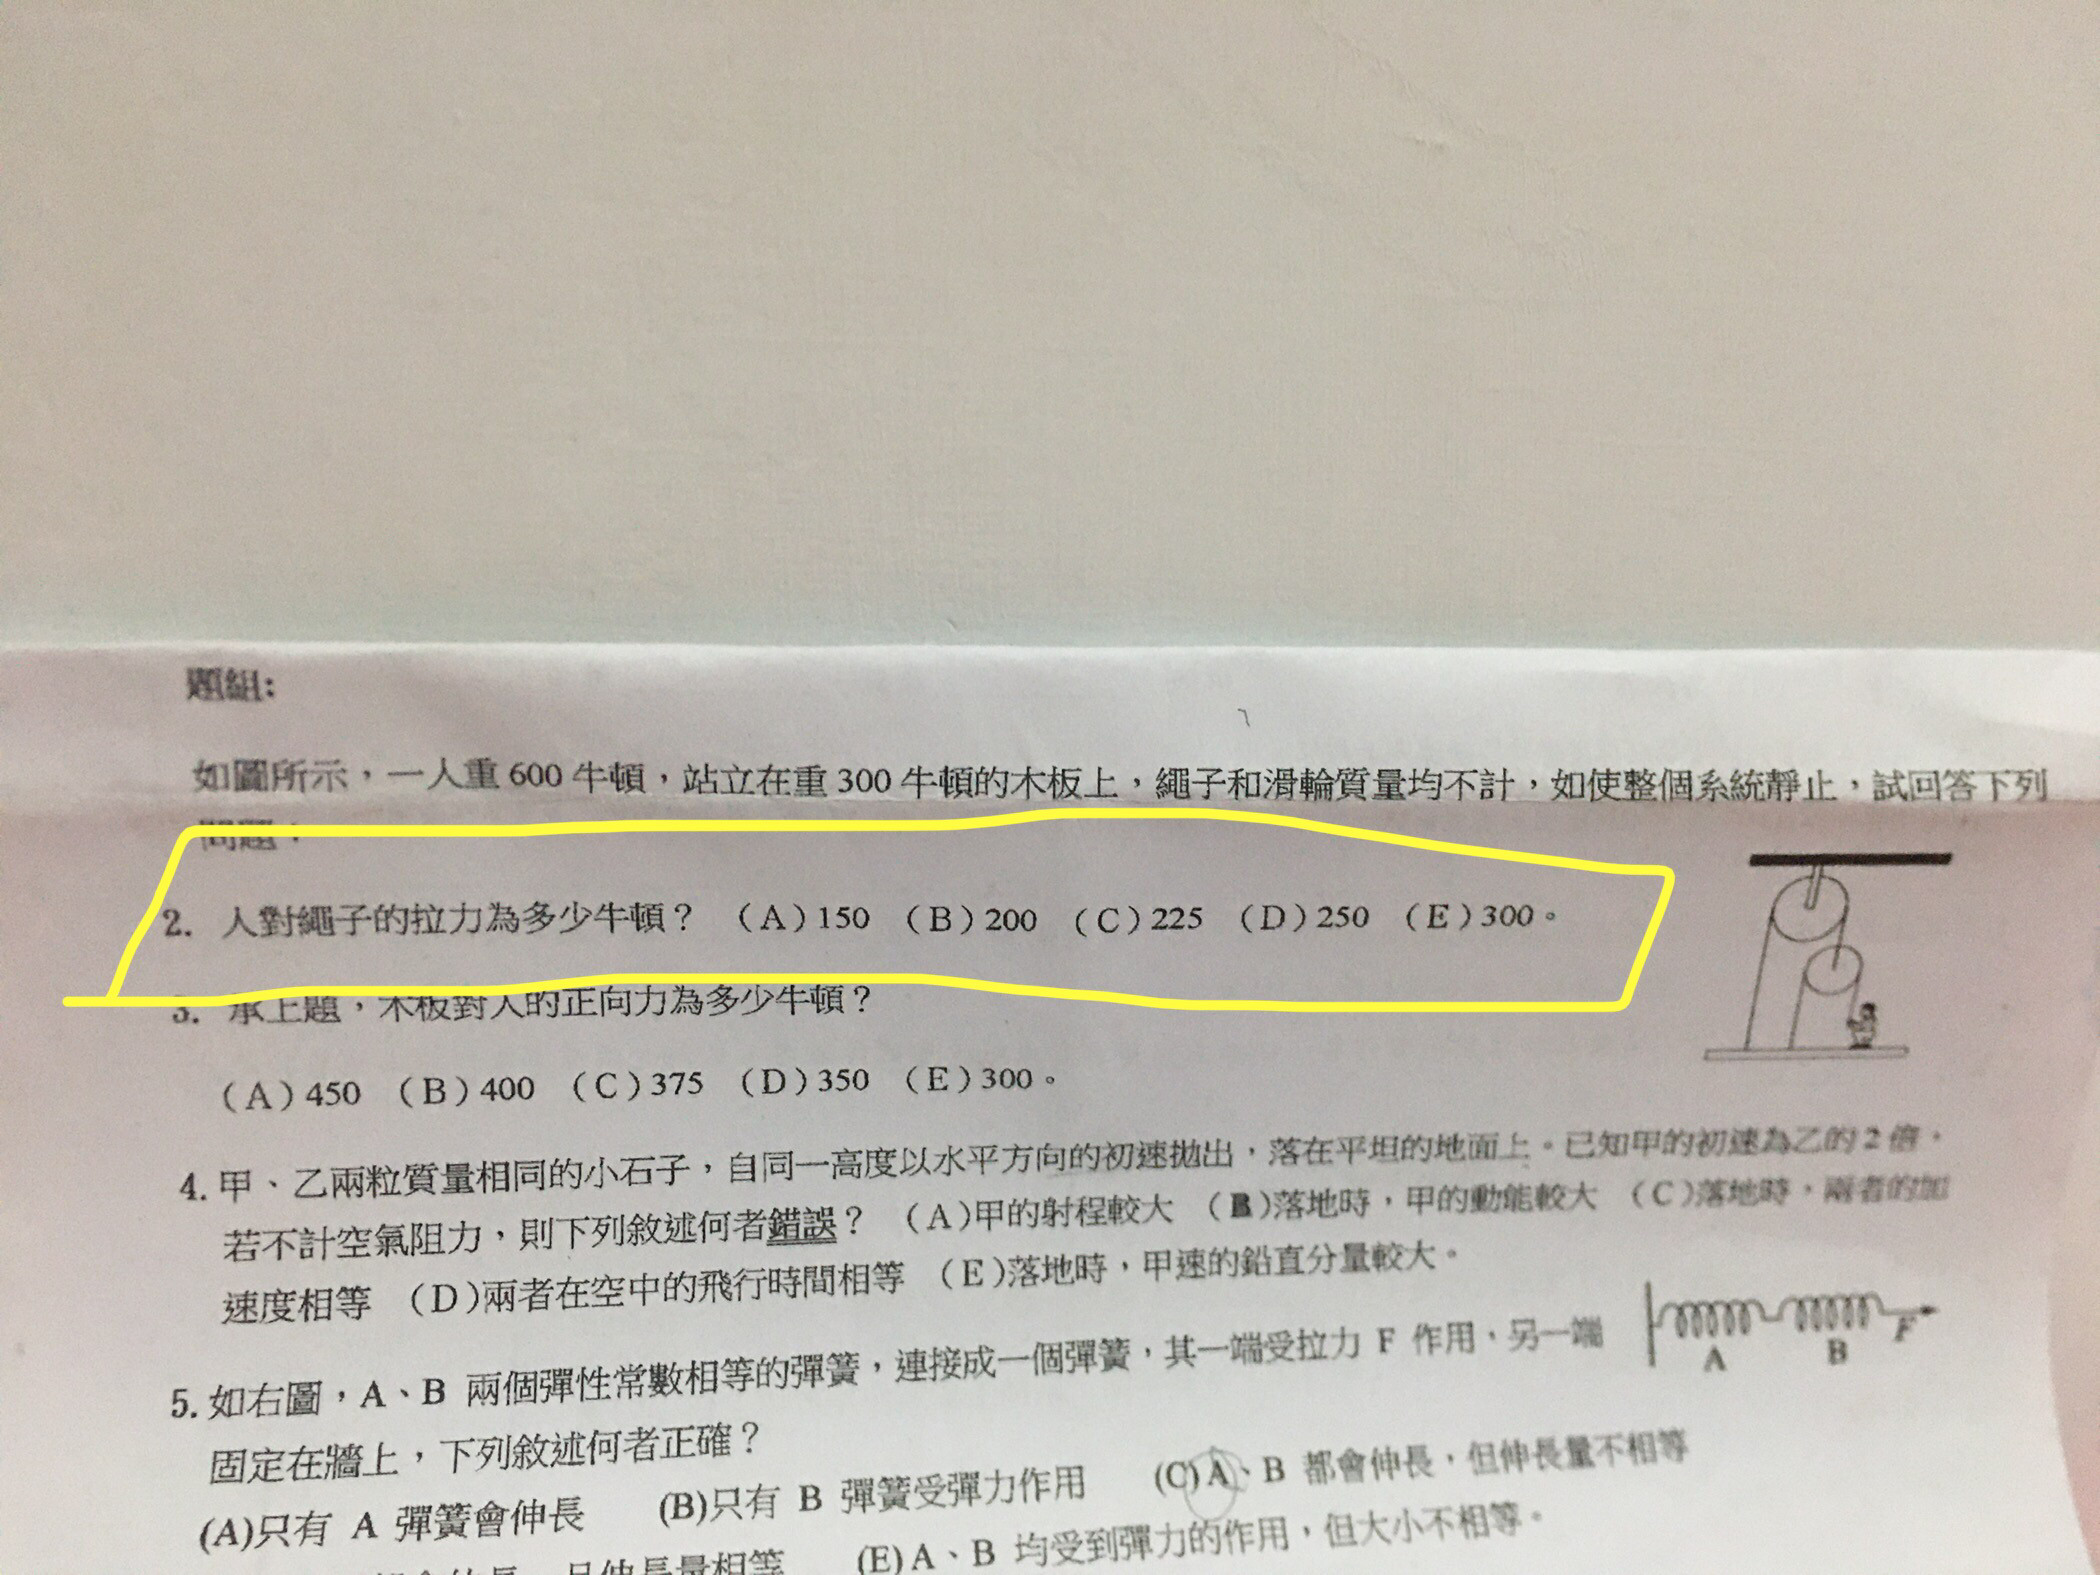 題組:
如圖所示，一人重 600 牛頓，站立在重 300 牛頓的木板上，繩子和滑輪質量均不計，如使整個系統靜止，試回答下列
問題：
2. 人對繩子的拉力為多少牛頓？ （A）150 （B）200 （C）225 （D）250 （E）300。
3. 承上題，木板對人的正向力為多少牛頓？
（A）450 （B）400 （C）375 （D）350 （E）300。
4. 甲、乙兩粒質量相同的小石子，自同一高度以水平方向的初速拋出，落在平坦的地面上。已知甲的初速為乙的 2 倍，
若不計空氣阻力，則下列敘述何者錯誤？ （A)甲的射程較大 （B)落地時，甲的動能較大 （C)落地時，兩者的加
速度相等 （D)兩者在空中的飛行時間相等 （E)落地時，甲速的鉛直分量較大。
5. 如右圖，A、B 兩個彈性常數相等的彈簧，連接成一個彈簧，其一端受拉力 F 作用，另一端
A B F
固定在牆上，下列敘述何者正確？
(A)只有 A 彈簧會伸長 (B)只有 B 彈簧受彈力作用 (C)A、B 都會伸長，但伸長量不相等
伸長，且伸長量相等 (E)A、B 均受到彈力的作用，但大小不相等。